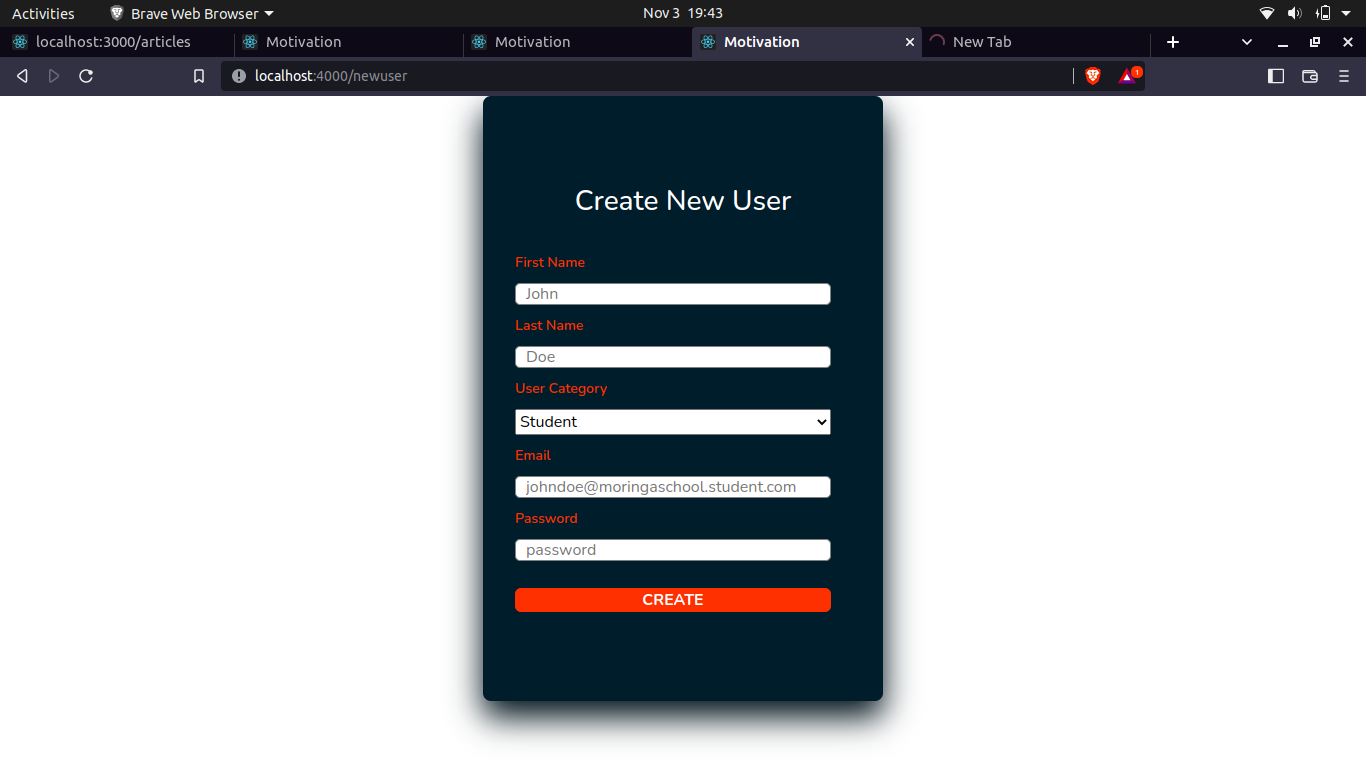 Activities Brave Web Browser Nov 3 19:43
localhost:3000/articles Motivation Motivation Motivation New Tab
localhost:4000/newuser 1
Create New User
First Name
John
Last Name
Doe
User Category
Student
Email
johndoe@moringaschool.student.com
Password
password
CREATE